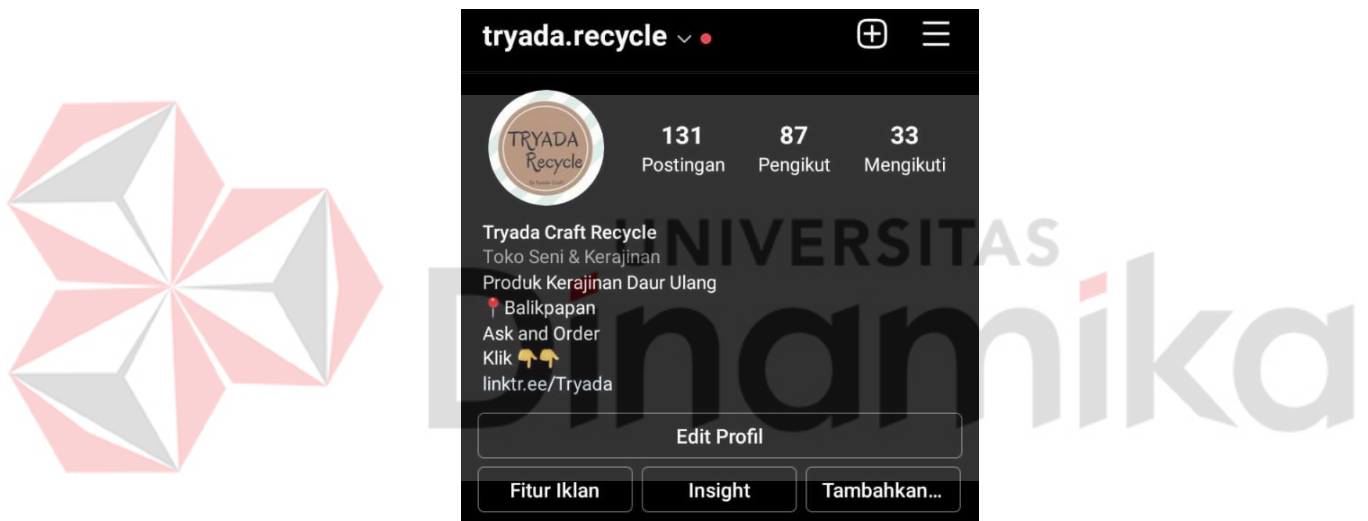 tryada.recycle
TRYADA
Recycle
131 87 33
Postingan Pengikut Mengikuti
Tryada Craft Recycle
Toko Seni & Kerajinan
Produk Kerajinan Daur Ulang
📍Balikpapan
Ask and Order
Klik 👇👇
linktr.ee/Tryada
Edit Profil
Fitur Iklan Insight Tambahkan...
UNIVERSITAS
Dinamika